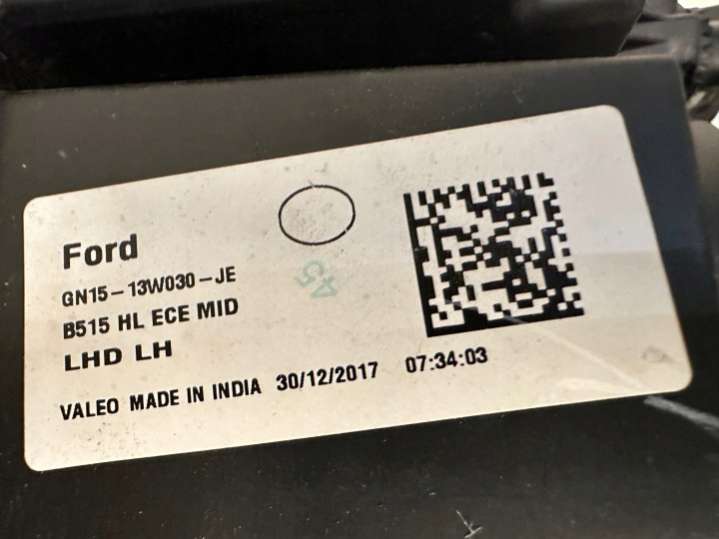 Ford
GN15-13W030-JE
B515 HL ECE MID
LHD LH
VALEO MADE IN INDIA 30/12/2017 07:34:03
45